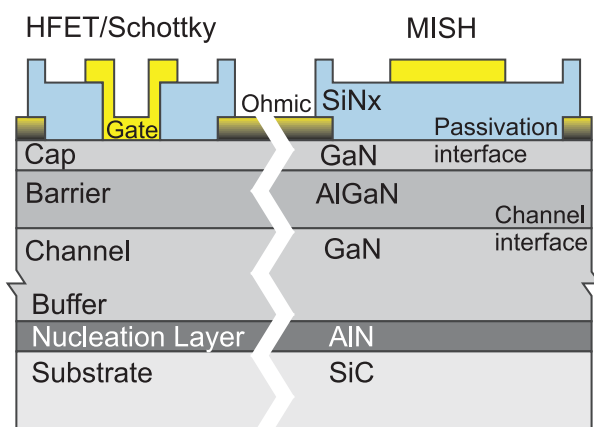 HFET/Schottky MISH
SiNx
Ohmic
Gate
Passivation
interface
Cap GaN
Barrier AlGaN
Channel
interface
Channel GaN
Buffer
Nucleation Layer AlN
Substrate SiC